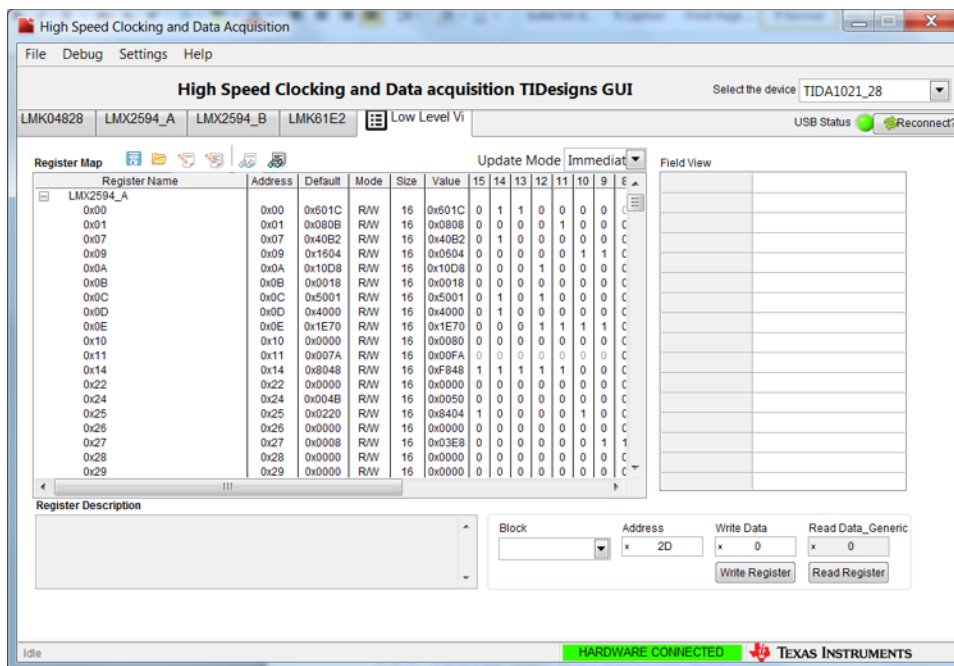 High Speed Clocking and Data Acquisition
File Debug Settings Help
High Speed Clocking and Data acquisition TIDesigns GUI
Select the device TIDA1021_28
LMK04828 LMX2594_A LMX2594_B LMK61E2 Low Level Vi
USB Status Reconnect?
Register Map
Update Mode Immediat
Field View
Register Name Address Default Mode Size Value 15 14 13 12 11 10 9
LMX2594_A
0x00 0x00 0x601C R/W 16 0x601C 0 1 1 0 0 0 0
0x01 0x01 0x080B R/W 16 0x0808 0 0 0 0 1 0 0
0x07 0x07 0x40B2 R/W 16 0x40B2 0 1 0 0 0 0 0
0x09 0x09 0x1604 R/W 16 0x0604 0 0 0 0 0 1 1
0x0A 0x0A 0x10D8 R/W 16 0x10D8 0 0 0 1 0 0 0
0x0B 0x0B 0x0018 R/W 16 0x0018 0 0 0 0 0 0 0
0x0C 0x0C 0x5001 R/W 16 0x5001 0 1 0 1 0 0 0
0x0D 0x0D 0x4000 R/W 16 0x4000 0 1 0 0 0 0 0
0x0E 0x0E 0x1E70 R/W 16 0x1E70 0 0 0 1 1 1 1
0x10 0x10 0x0000 R/W 16 0x0080 0 0 0 0 0 0 0
0x11 0x11 0x007A R/W 16 0x00FA 0 0 0 0 0 0 0
0x14 0x14 0x8048 R/W 16 0xF848 1 1 1 1 1 0 0
0x22 0x22 0x0000 R/W 16 0x0000 0 0 0 0 0 0 0
0x24 0x24 0x004B R/W 16 0x0050 0 0 0 0 0 0 0
0x25 0x25 0x0220 R/W 16 0x8404 1 0 0 0 0 1 0
0x26 0x26 0x0000 R/W 16 0x0000 0 0 0 0 0 0 0
0x27 0x27 0x0008 R/W 16 0x03E8 0 0 0 0 0 0 1 1
0x28 0x28 0x0000 R/W 16 0x0000 0 0 0 0 0 0 0
0x29 0x29 0x0000 R/W 16 0x0000 0 0 0 0 0 0 0
Register Description
Block Address Write Data Read Data_Generic
x 2D x 0 x 0
Write Register Read Register
Idle
HARDWARE CONNECTED
TEXAS INSTRUMENTS